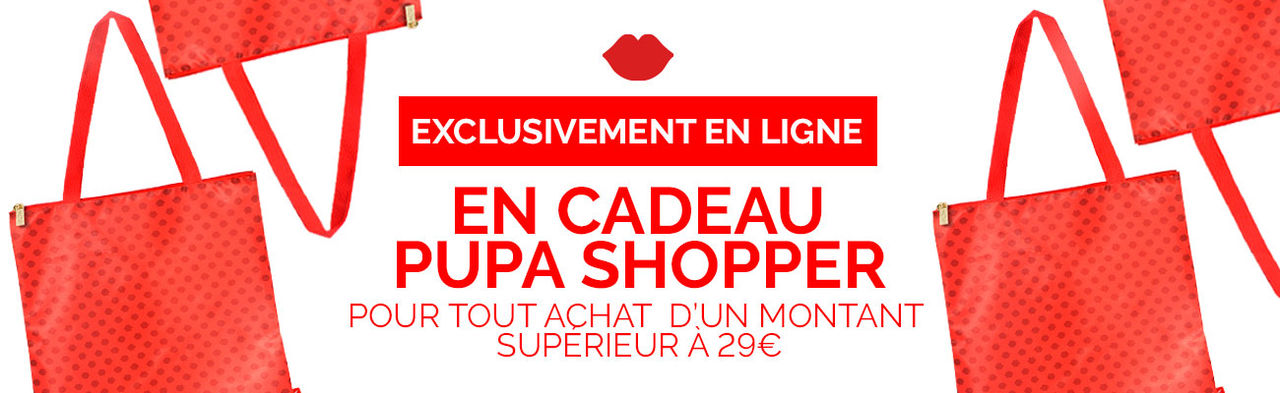 EXCLUSIVEMENT EN LIGNE
EN CADEAU
PUPA SHOPPER
POUR TOUT ACHAT D'UN MONTANT
SUPÉRIEUR À 29€